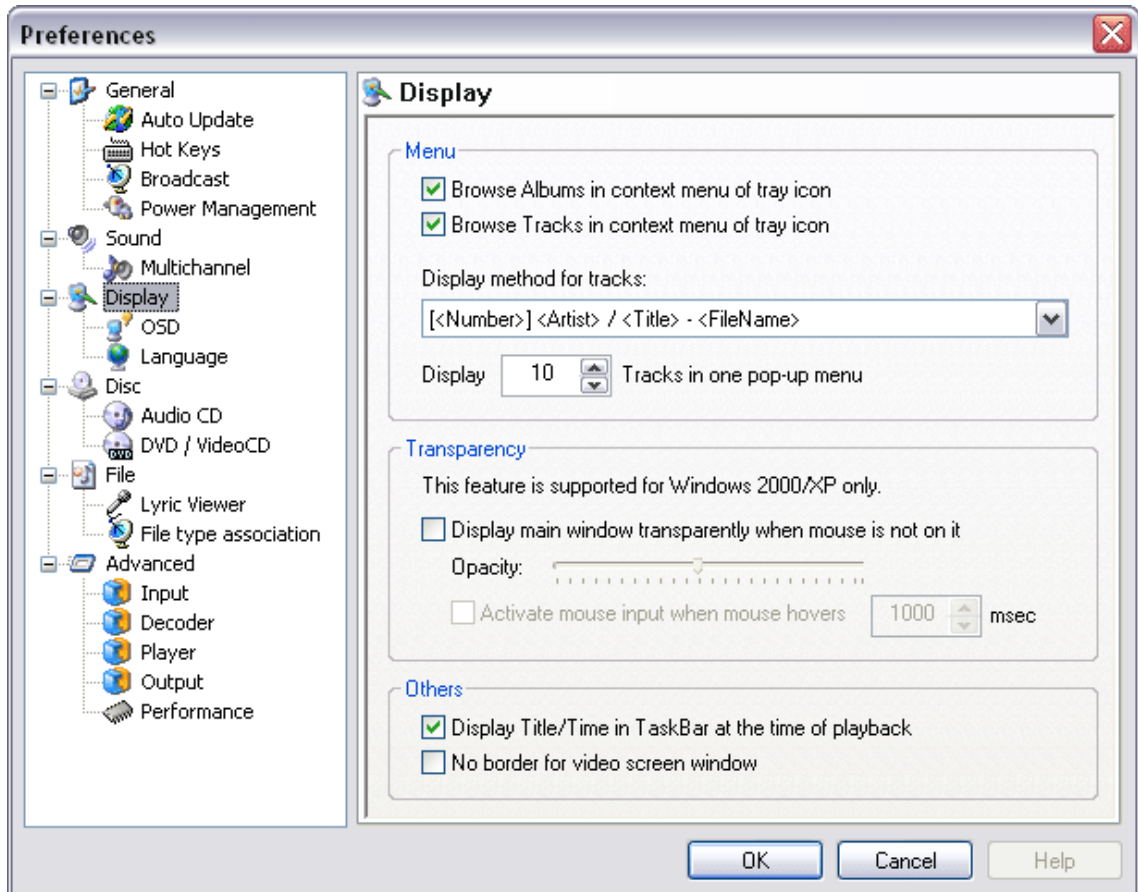 Preferences
General
Auto Update
Hot Keys
Broadcast
Power Management
Sound
Multichannel
Display
OSD
Language
Disc
Audio CD
DVD / VideoCD
File
Lyric Viewer
File type association
Advanced
Input
Decoder
Player
Output
Performance
Display
Menu
Browse Albums in context menu of tray icon
Browse Tracks in context menu of tray icon
Display method for tracks:
[<Number>] <Artist> / <Title> - <FileName>
Display 10 Tracks in one pop-up menu
Transparency
This feature is supported for Windows 2000/XP only.
Display main window transparently when mouse is not on it
Opacity:
Activate mouse input when mouse hovers 1000 msec
Others
Display Title/Time in TaskBar at the time of playback
No border for video screen window
OK Cancel Help